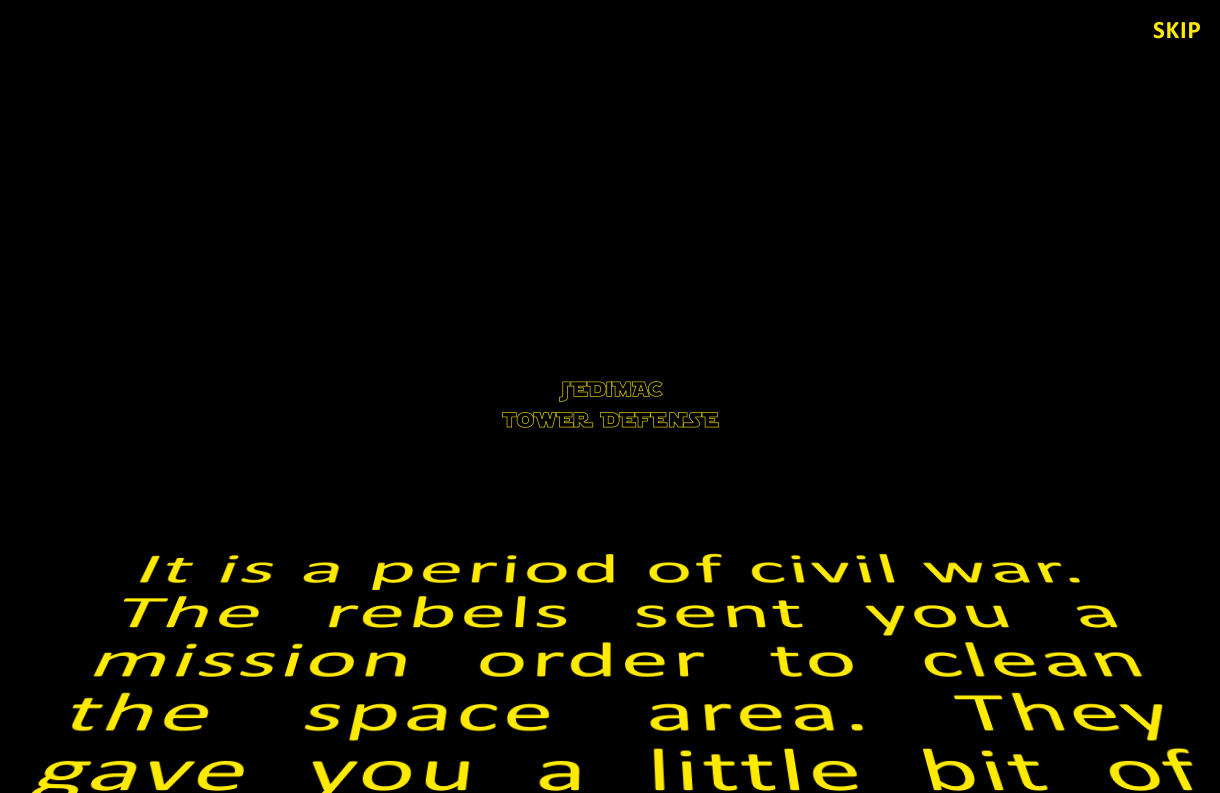 SKIP
JEDIMAC
TOWER DEFENSE
It is a period of civil war.
The rebels sent you a
mission order to clean
the space area. They
gave you a little bit of